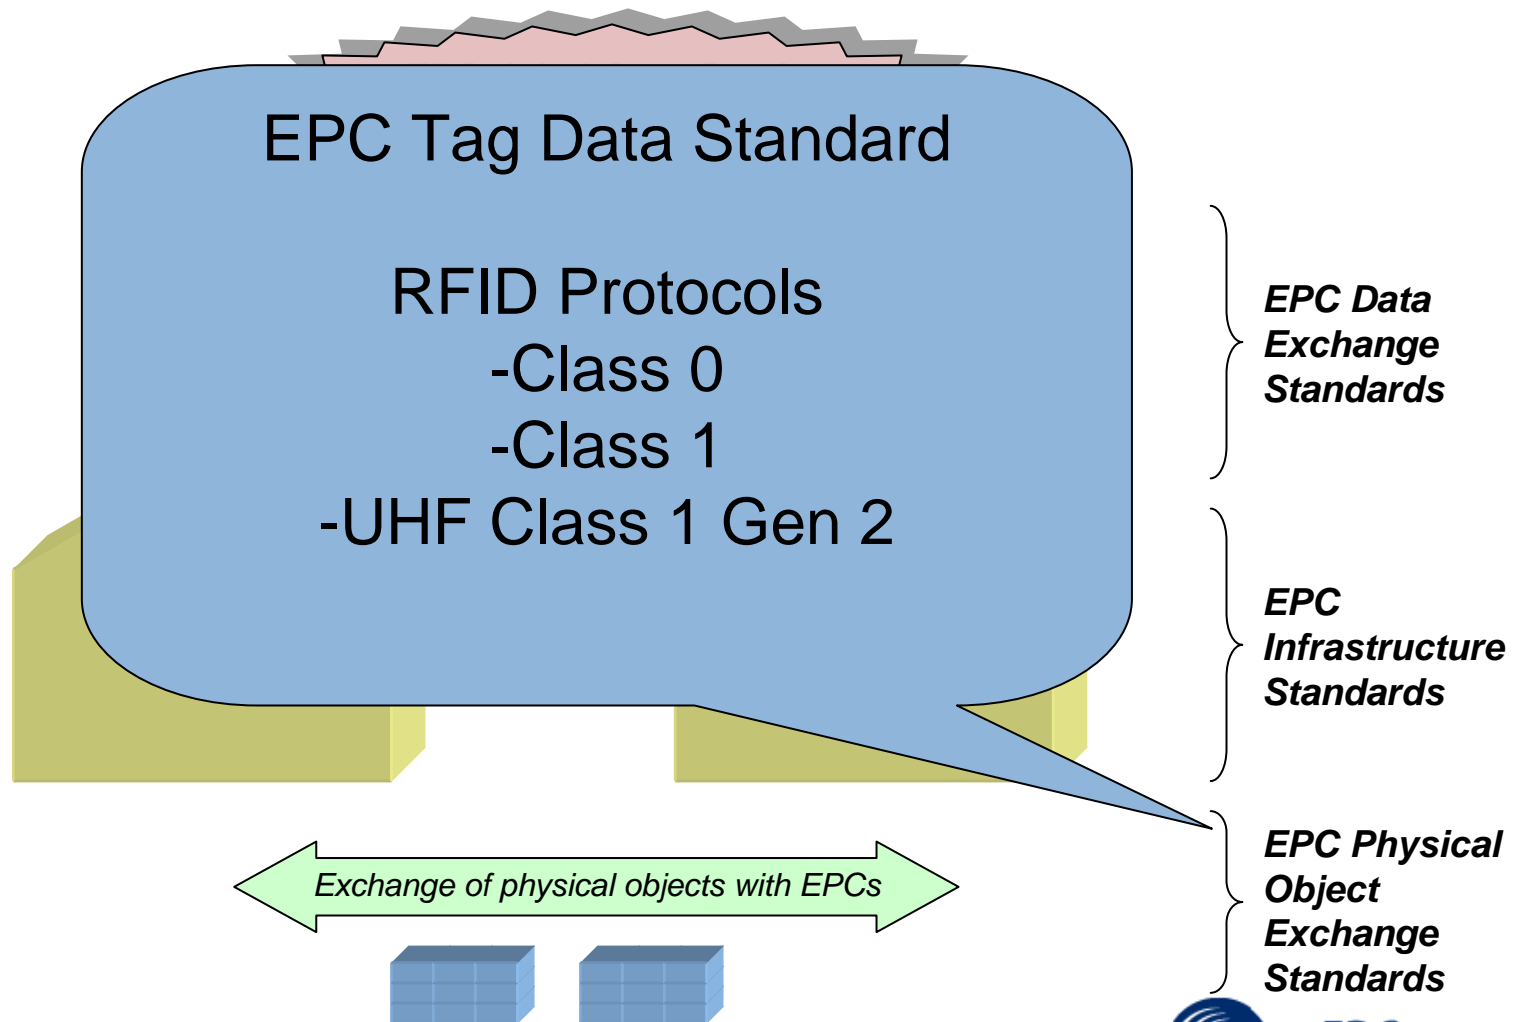 EPC Tag Data Standard
RFID Protocols
-Class 0
-Class 1
-UHF Class 1 Gen 2
EPC Data
Exchange
Standards
EPC
Infrastructure
Standards
EPC Physical
Object
Exchange
Standards
Exchange of physical objects with EPCs